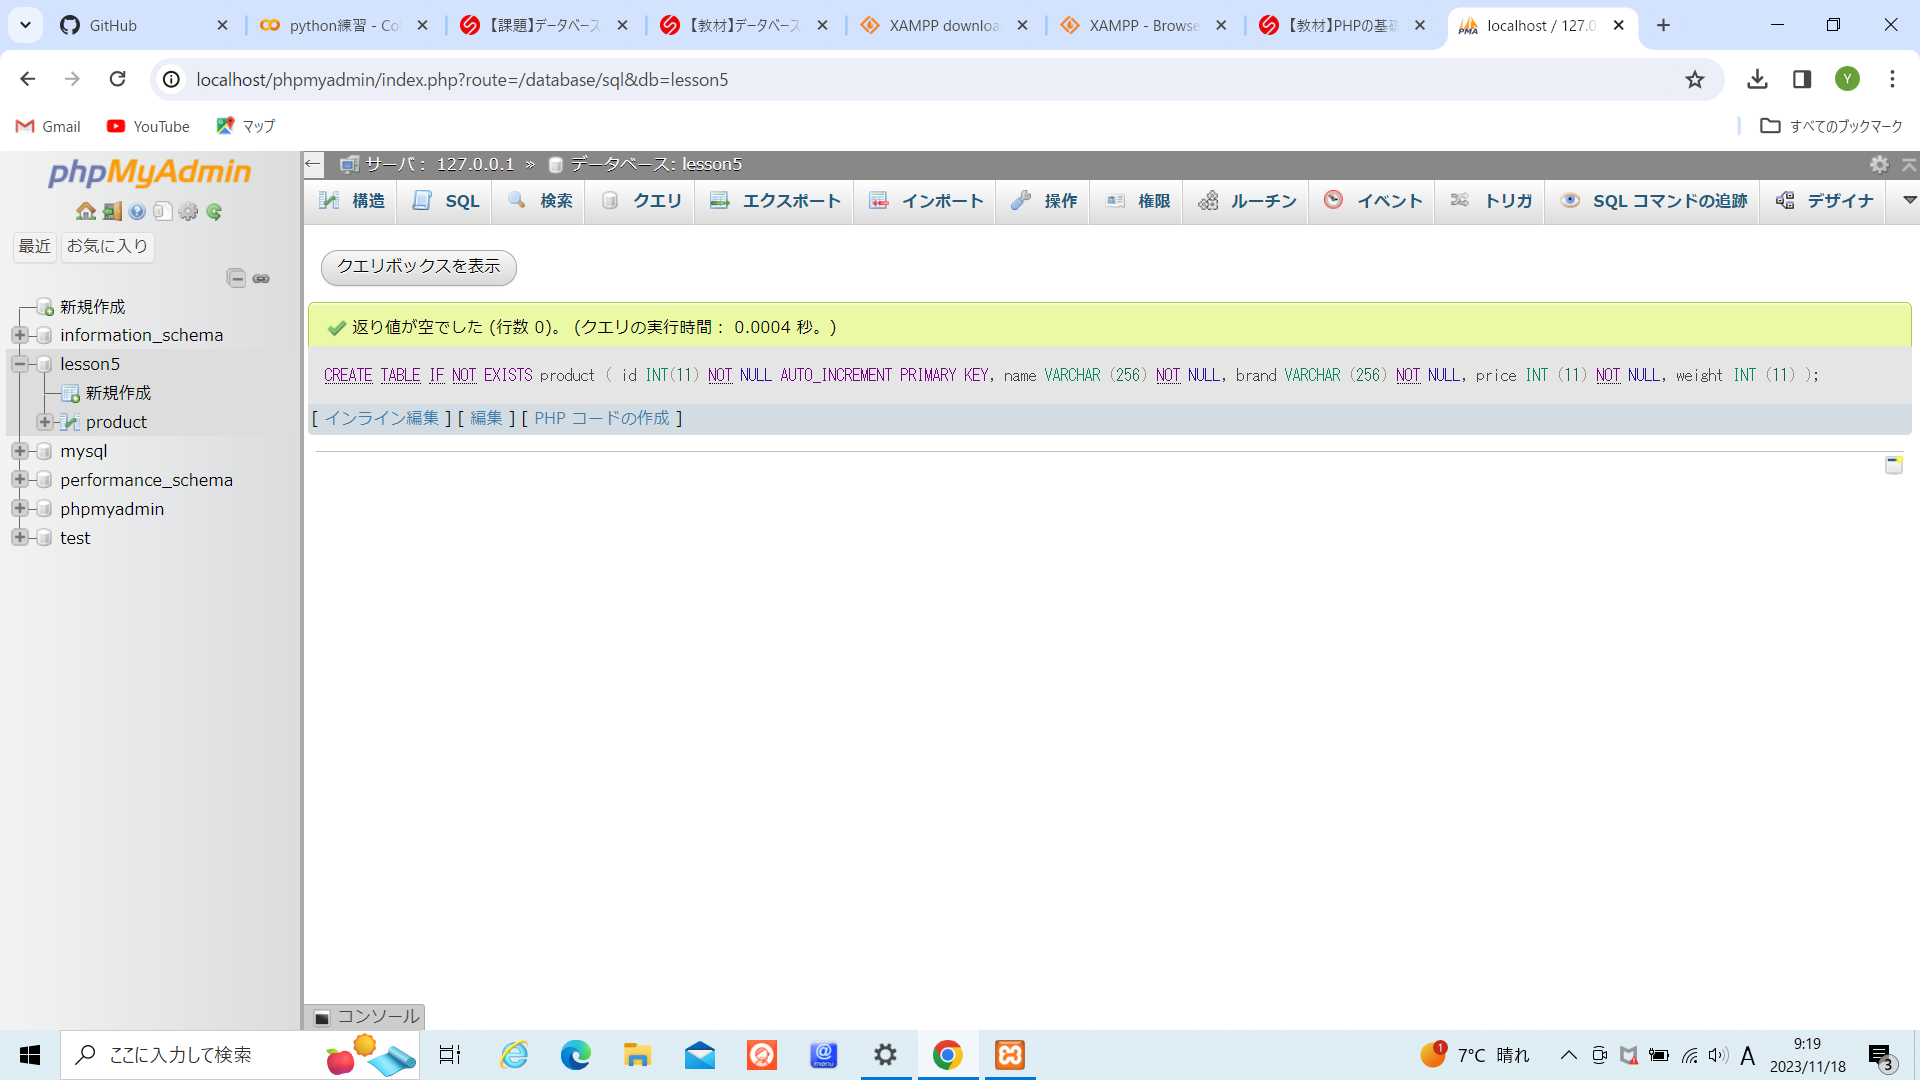 GitHub
python練習 - Co
【課題】データベース
【教材】データベース
XAMPP downloa
XAMPP - Browse
【教材】PHPの基礎
localhost / 127.0
localhost/phpmyadmin/index.php?route=/database/sql&db=lesson5
Y
Gmail
YouTube
マップ
すべてのブックマーク
phpMyAdmin
最近
お気に入り
新規作成
information_schema
lesson5
新規作成
product
mysql
performance_schema
phpmyadmin
test
サーバ: 127.0.0.1 » データベース: lesson5
構造
SQL
検索
クエリ
エクスポート
インポート
操作
権限
ルーチン
イベント
トリガ
SQL コマンドの追跡
デザイナ
クエリボックスを表示
返り値が空でした (行数 0)。 (クエリの実行時間: 0.0004 秒。)
CREATE TABLE IF NOT EXISTS product ( id INT(11) NOT NULL AUTO_INCREMENT PRIMARY KEY, name VARCHAR (256) NOT NULL, brand VARCHAR (256) NOT NULL, price INT (11) NOT NULL, weight INT (11) );
[ インライン編集 ] [ 編集 ] [ PHP コードの作成 ]
コンソール
ここに入力して検索
@
menu
1
7°C 晴れ
A
9:19
2023/11/18
3